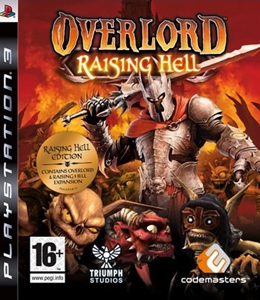 PLAYSTATION 3
OVERLORD
RAISING HELL
RAISING HELL
EDITION
CONTAINS OVERLORD
& RAISING HELL
EXPANSION
16+
www.pegi.info
TRIUMPH
STUDIOS
codemasters